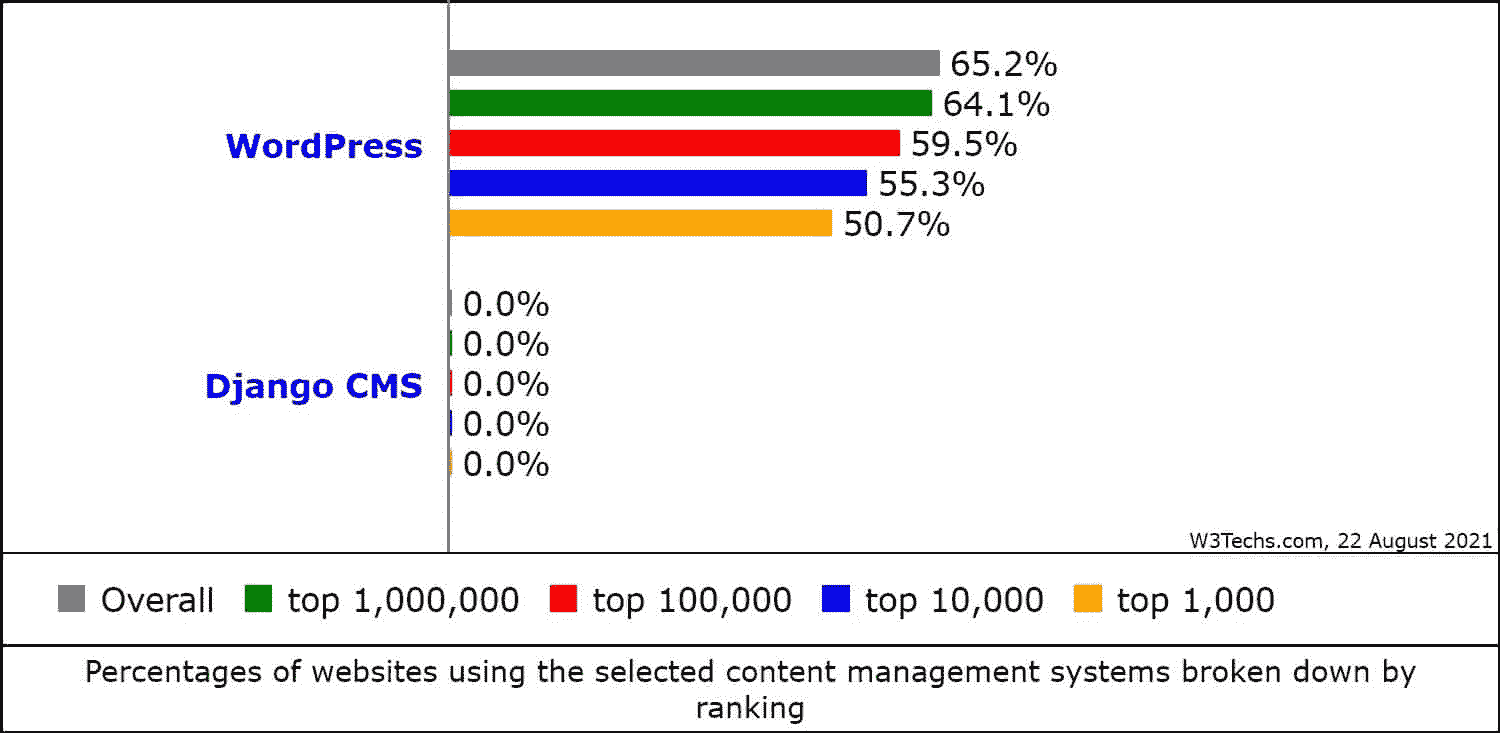 65.2%
64.1%
WordPress 59.5%
55.3%
50.7%
0.0%
0.0%
Django CMS 0.0%
0.0%
0.0%
W3Techs.com, 22 August 2021
Overall top 1,000,000 top 100,000 top 10,000 top 1,000
Percentages of websites using the selected content management systems broken down by
ranking